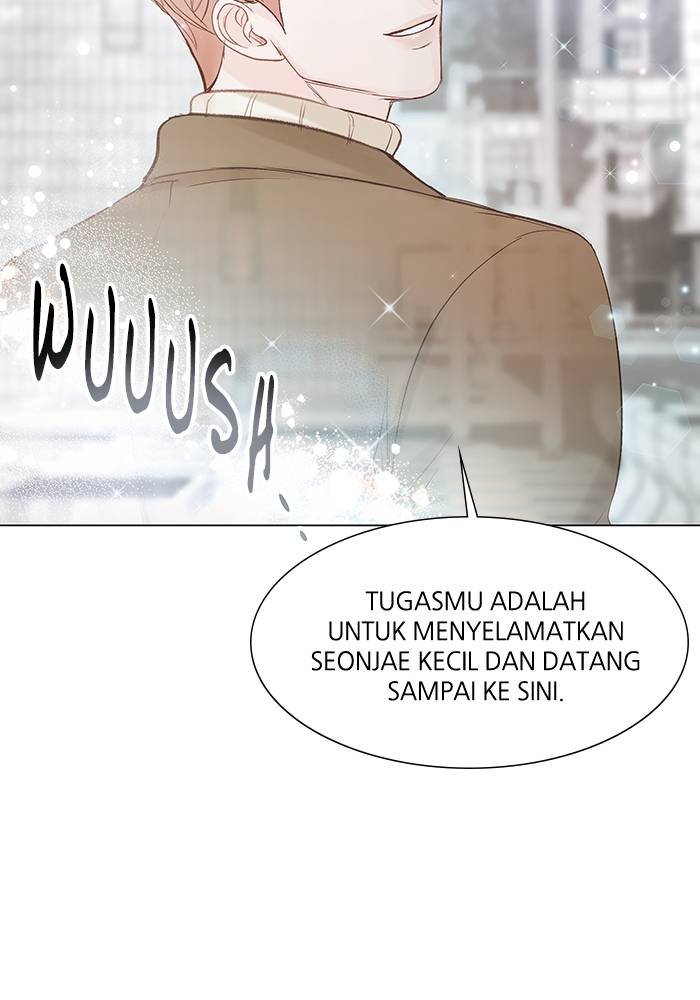 WUUUSH
TUGASMU ADALAH
UNTUK MENYELAMATKAN
SEONJAE KECIL DAN DATANG
SAMPAI KE SINI.